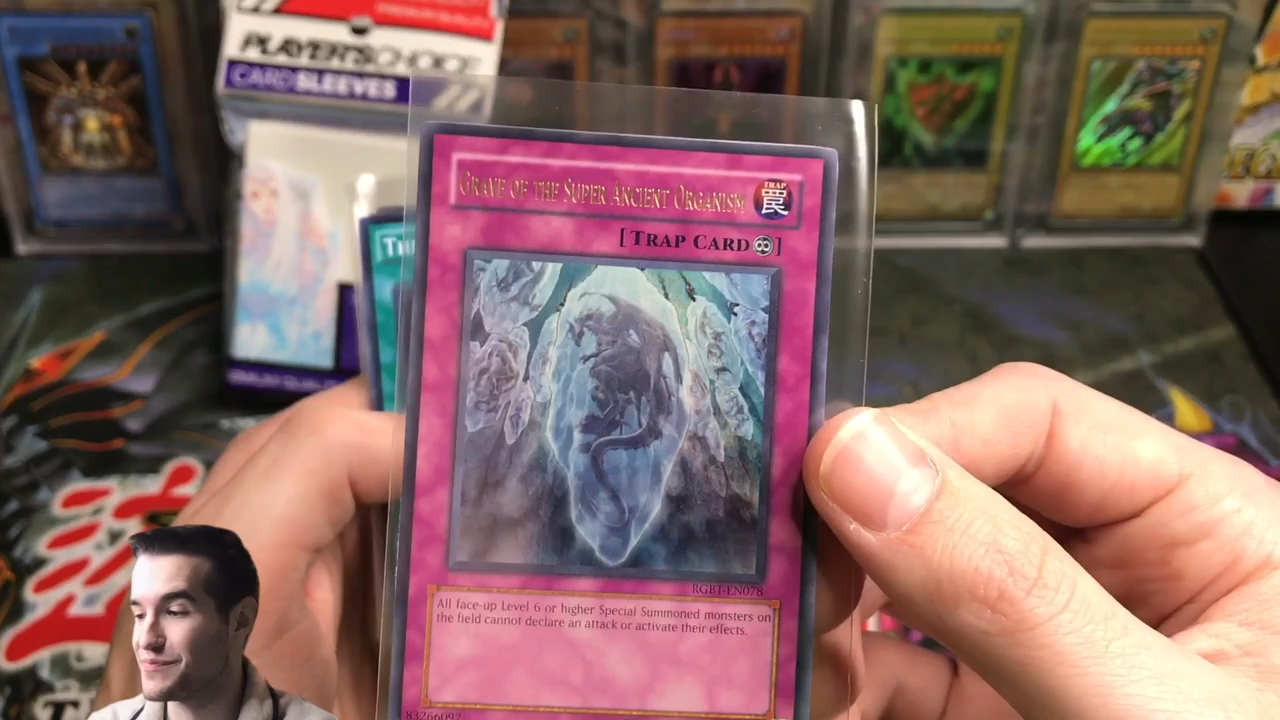 PLAYER'S CHOICE
CARD SLEEVES
GRAVE OF THE SUPER ANCIENT ORGANISM
TRAP
罠
[TRAP CARD]
RGBT-EN078
All face-up Level 6 or higher Special Summoned monsters on
the field cannot declare an attack or activate their effects.
83266092